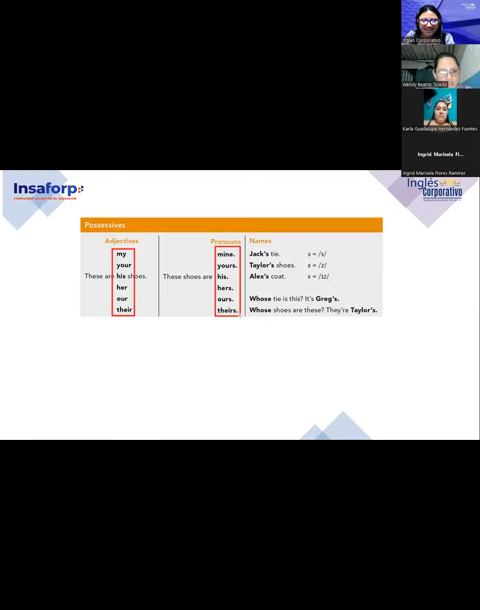 Inglés Corporativo
Wendy Beatriz Toledo
Karla Guadalupe Hernández Fuentes
Ingrid Marisela Fl...
Ingrid Marisela Flores Ramírez
Insaforp
Inglés
Corporativo
Possessives
Adjectives Pronouns Names
my mine. Jack's tie. s = /s/
your yours. Taylor's shoes. s = /z/
These are his shoes. These shoes are his. Alex's coat. s = /ɪz/
her hers.
our ours. Whose tie is this? It's Greg's.
their theirs. Whose shoes are these? They're Taylor's.